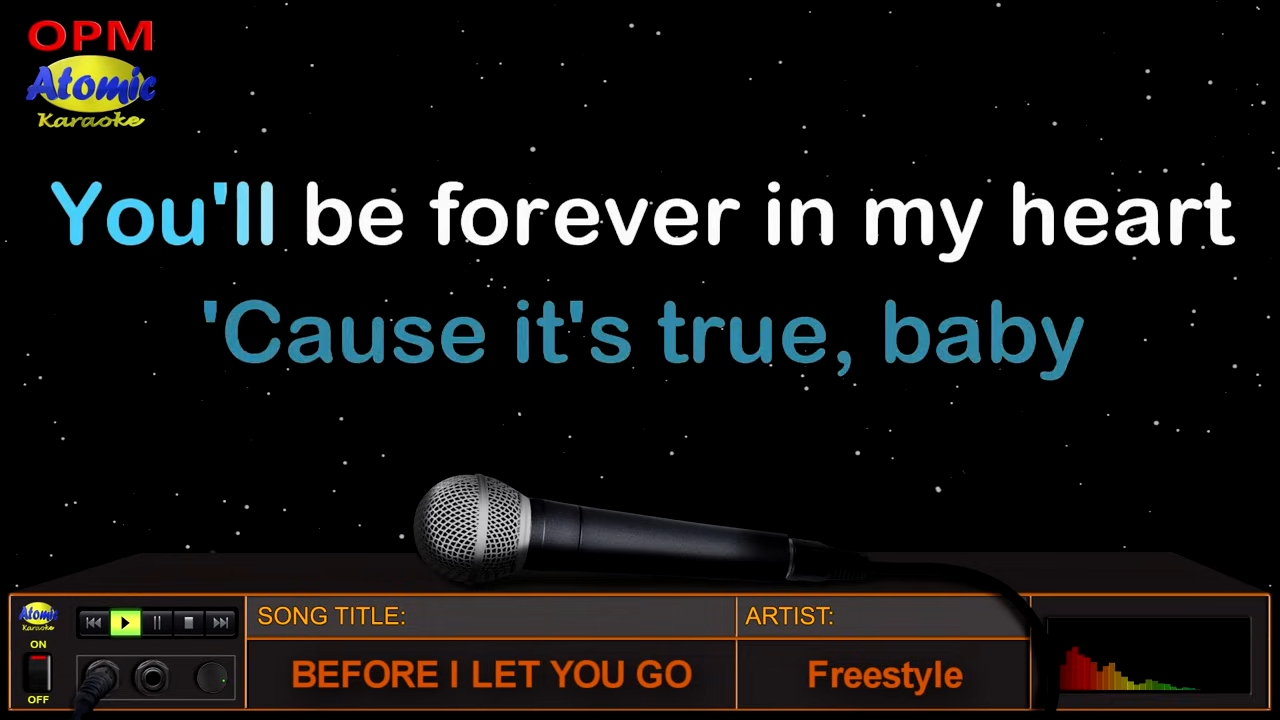 OPM
Atomic
Karaoke
You'll be forever in my heart
'Cause it's true, baby
Atomic
Karaoke
ON
OFF
SONG TITLE:
ARTIST:
BEFORE I LET YOU GO
Freestyle